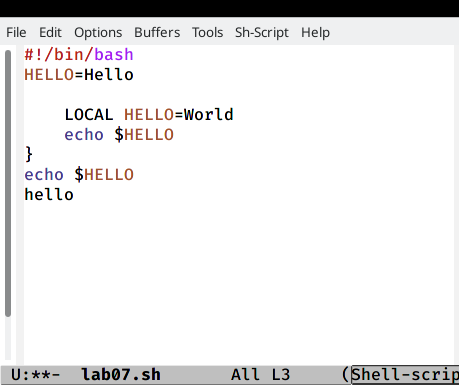 File Edit Options Buffers Tools Sh-Script Help
#!/bin/bash
HELLO=Hello
LOCAL HELLO=World
echo $HELLO
}
echo $HELLO
hello
U:**- lab07.sh All L3 (Shell-scrip